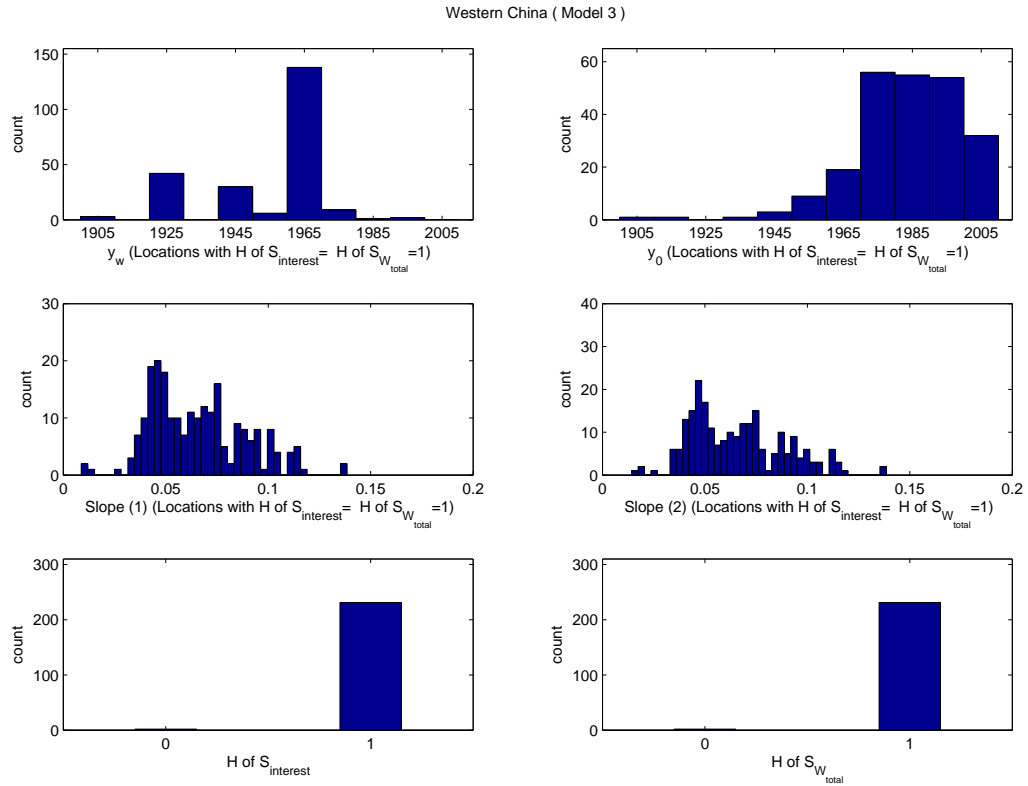 Western China ( Model 3 )
150
100
50
0
count
1905 1925 1945 1965 1985 2005
y_w (Locations with H of S_interest= H of S_W_total =1)
60
40
20
0
count
1905 1925 1945 1965 1985 2005
y_0 (Locations with H of S_interest= H of S_W_total =1)
30
20
10
0
count
0 0.05 0.1 0.15 0.2
Slope (1) (Locations with H of S_interest= H of S_W_total =1)
40
30
20
10
0
count
0 0.05 0.1 0.15 0.2
Slope (2) (Locations with H of S_interest= H of S_W_total =1)
300
200
100
0
count
0 1
H of S_interest
300
200
100
0
count
0 1
H of S_W_total